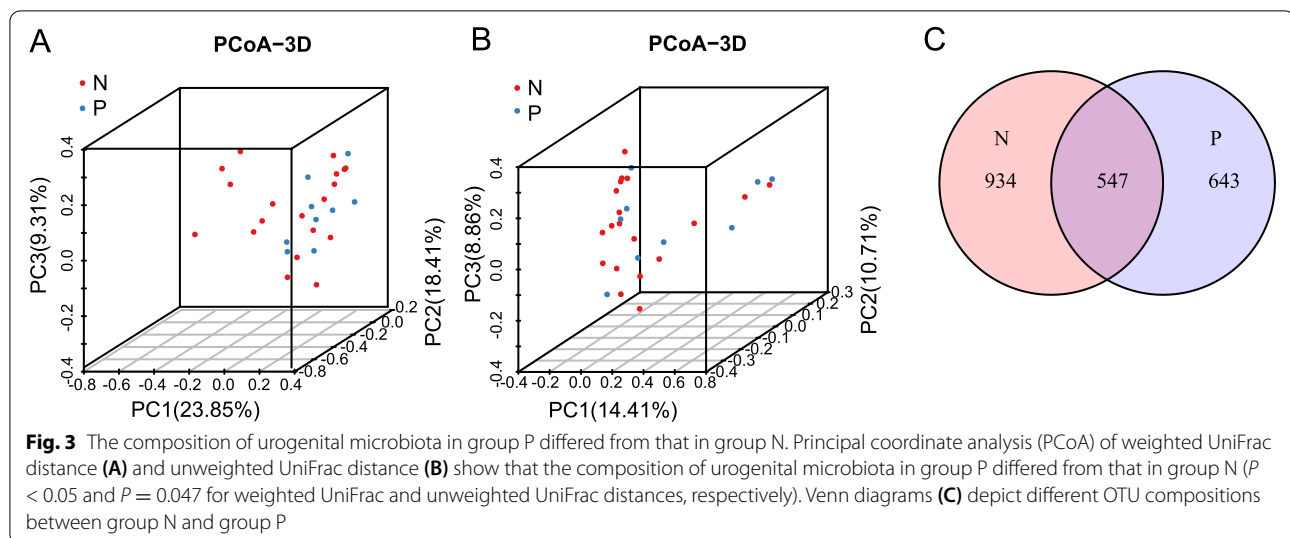 A
PCoA−3D
N
P
PC3(9.31%)
0.4
0.2
0.0
-0.2
-0.4
-0.8 -0.6 -0.4 -0.2 0.0 0.2 0.4
PC1(23.85%)
-0.8
-0.6
-0.4
-0.2
0.0
0.2
PC2(18.41%)
B
PCoA−3D
N
P
PC3(8.86%)
0.4
0.2
0.0
-0.2
-0.4
-0.4 -0.2 0.0 0.2 0.4 0.6 0.8
PC1(14.41%)
-0.4
-0.3
-0.2
-0.1
0.0
0.1
0.2
0.3
PC2(10.71%)
C
N
P
934
547
643
Fig. 3 The composition of urogenital microbiota in group P differed from that in group N. Principal coordinate analysis (PCoA) of weighted UniFrac
distance (A) and unweighted UniFrac distance (B) show that the composition of urogenital microbiota in group P differed from that in group N (P
< 0.05 and P = 0.047 for weighted UniFrac and unweighted UniFrac distances, respectively). Venn diagrams (C) depict different OTU compositions
between group N and group P